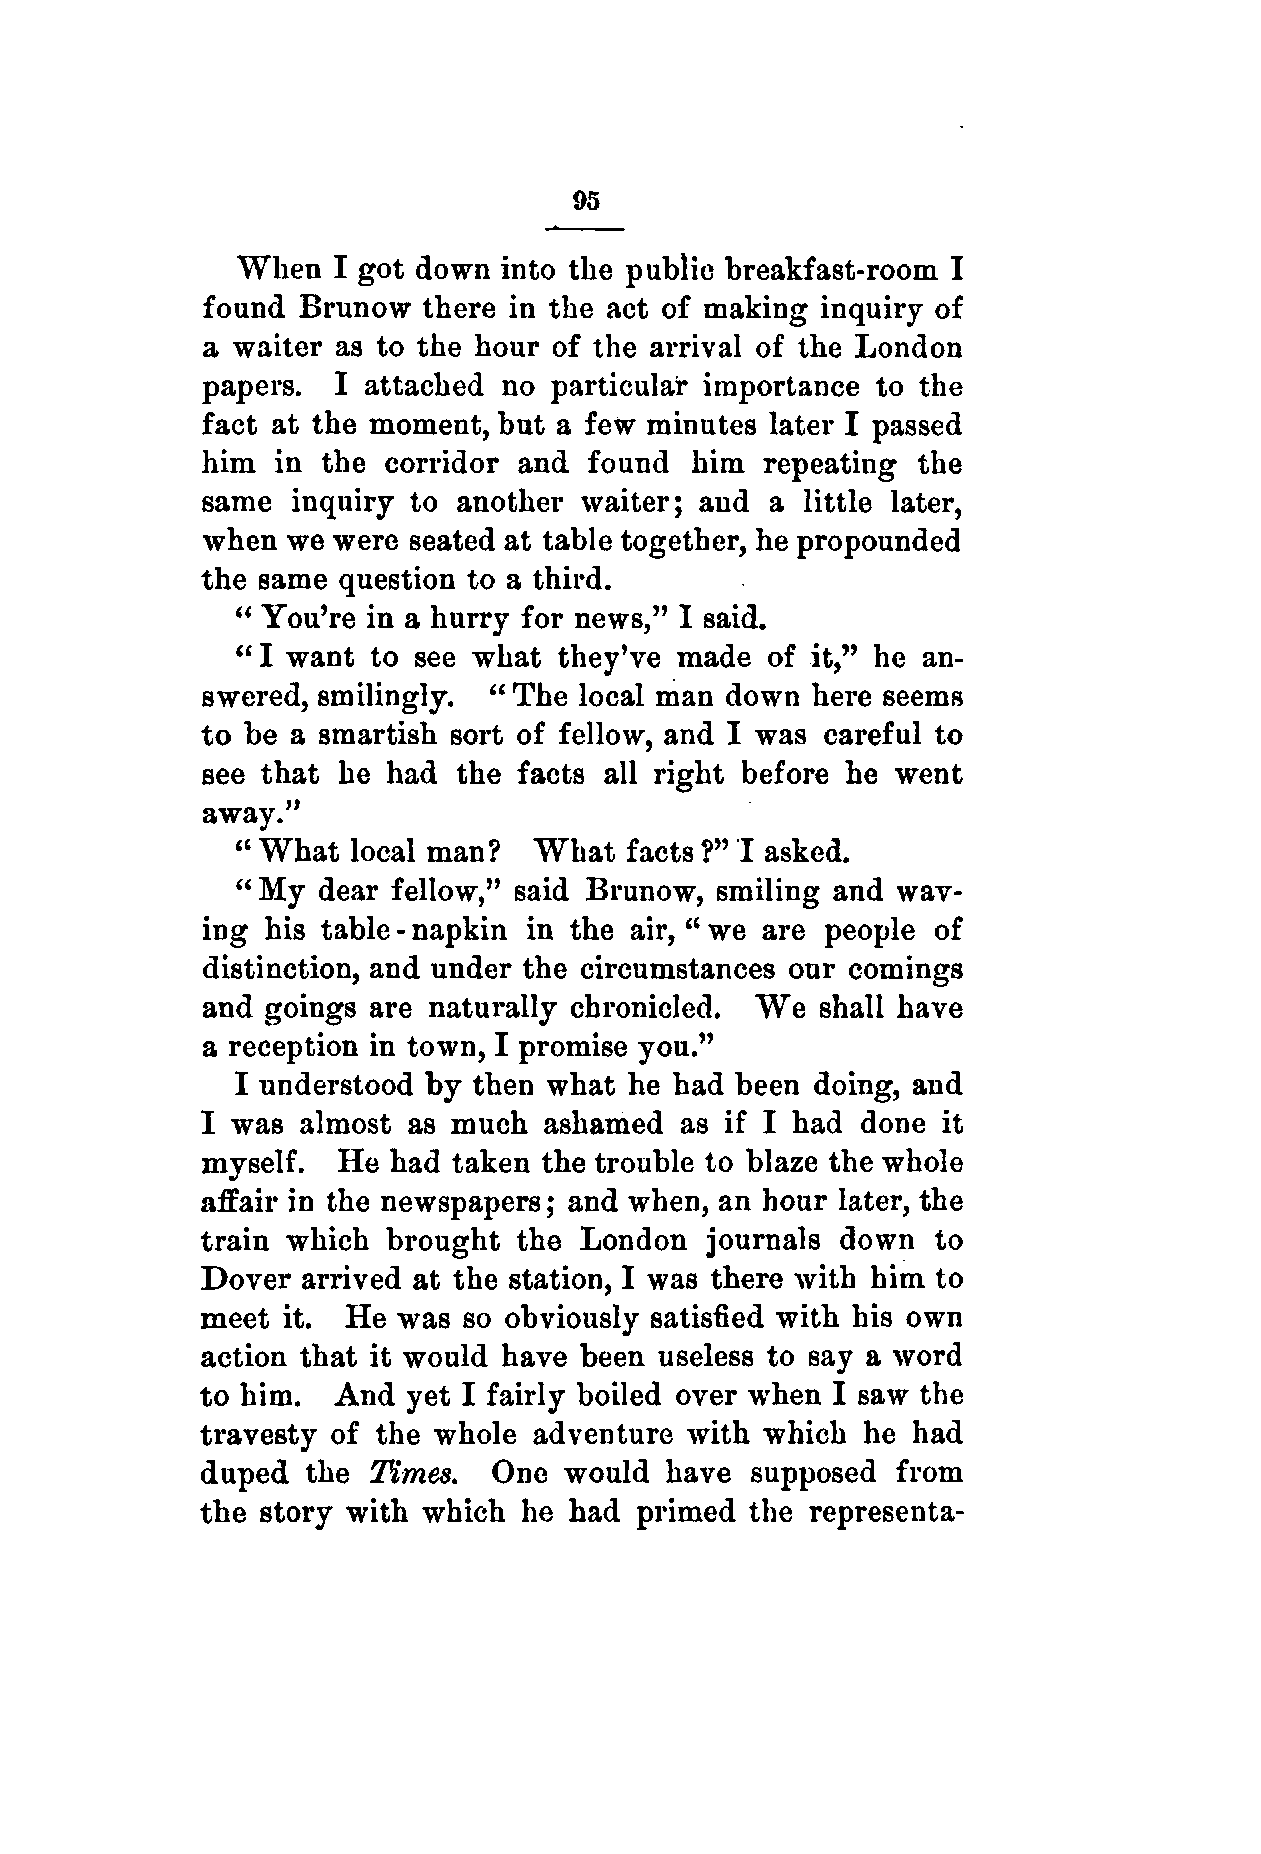 95
When I got down into the public breakfast-room I
found Brunow there in the act of making inquiry of
a waiter as to the hour of the arrival of the London
papers. I attached no particular importance to the
fact at the moment, but a few minutes later I passed
him in the corridor and found him repeating the
same inquiry to another waiter; and a little later,
when we were seated at table together, he propounded
the same question to a third.
“You're in a hurry for news,” I said.
“I want to see what they've made of it,” he an-
swered, smilingly. “The local man down here seems
to be a smartish sort of fellow, and I was careful to
see that he had the facts all right before he went
away.”
“What local man? What facts?” I asked.
“My dear fellow,” said Brunow, smiling and wav-
ing his table-napkin in the air, “we are people of
distinction, and under the circumstances our comings
and goings are naturally chronicled. We shall have
a reception in town, I promise you.”
I understood by then what he had been doing, and
I was almost as much ashamed as if I had done it
myself. He had taken the trouble to blaze the whole
affair in the newspapers; and when, an hour later, the
train which brought the London journals down to
Dover arrived at the station, I was there with him to
meet it. He was so obviously satisfied with his own
action that it would have been useless to say a word
to him. And yet I fairly boiled over when I saw the
travesty of the whole adventure with which he had
duped the Times. One would have supposed from
the story with which he had primed the representa-